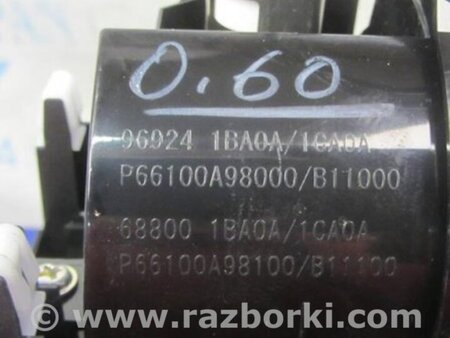 0.60
96924 1BA0A/1CA0A
P66100A98000/B11000
68800 1BA0A/1CA0A
P66100A98100/B11100
www.razborki.com